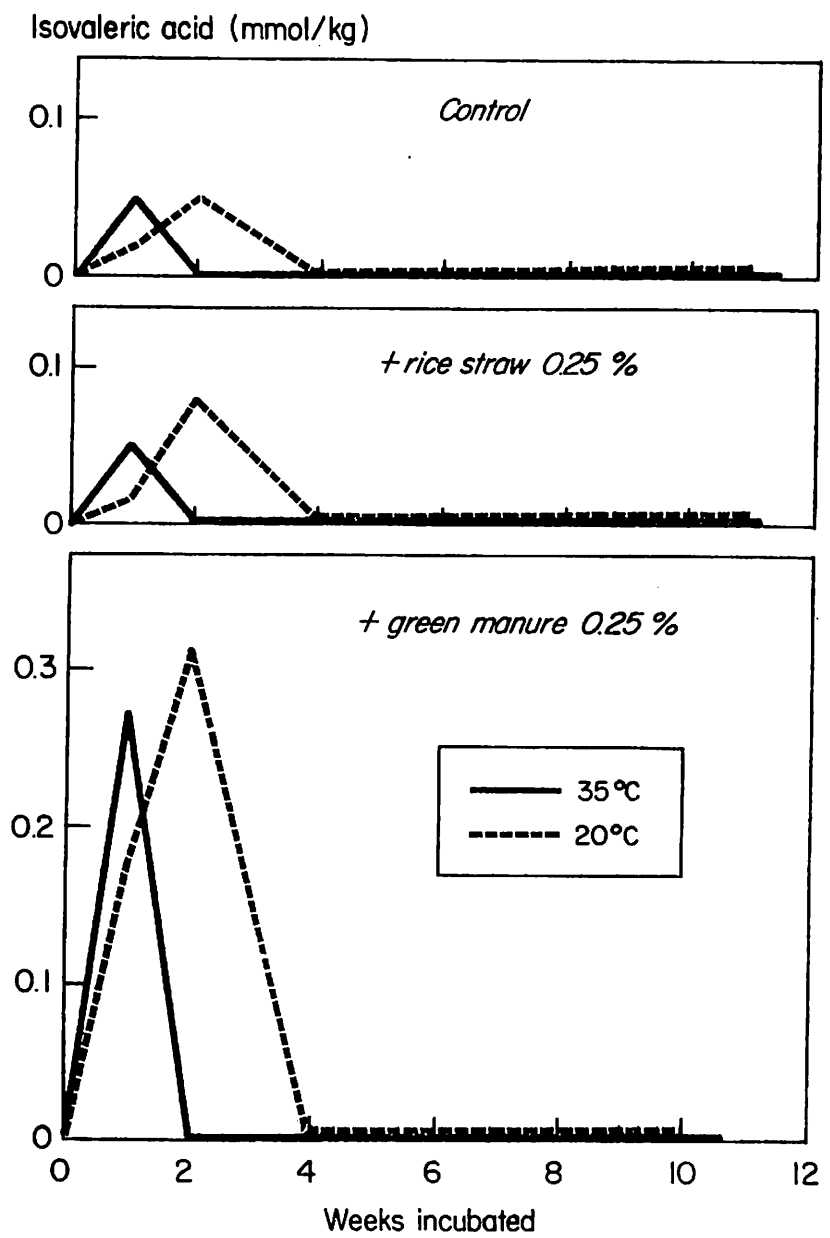 Isovaleric acid (mmol/kg)
Control
0.1
0
+ rice straw 0.25 %
0.1
0
+ green manure 0.25 %
0.3
0.2
0.1
0
35°C
20°C
0 2 4 6 8 10 12
Weeks incubated